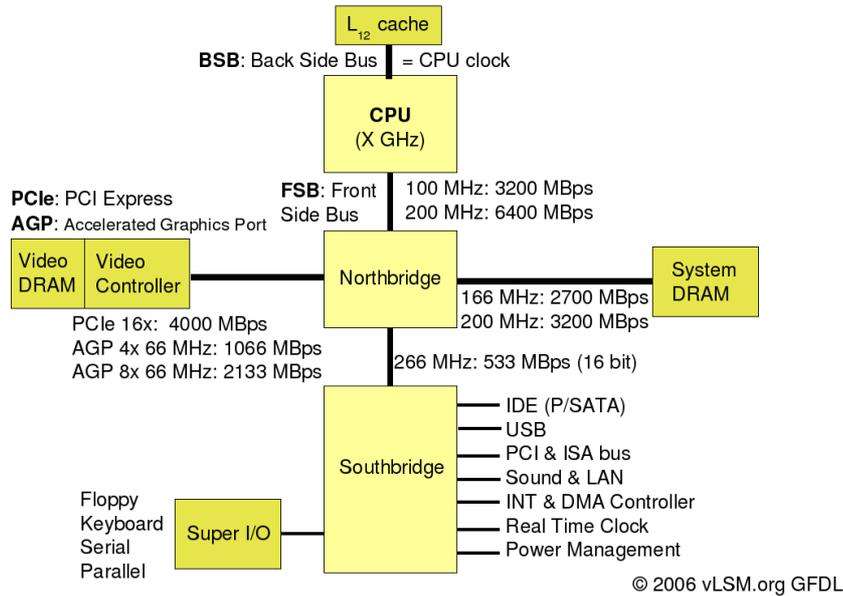 L12 cache
BSB: Back Side Bus = CPU clock
CPU
(X GHz)
FSB: Front
Side Bus
100 MHz: 3200 MBps
200 MHz: 6400 MBps
PCIe: PCI Express
AGP: Accelerated Graphics Port
Video
DRAM
Video
Controller
Northbridge
System
DRAM
166 MHz: 2700 MBps
200 MHz: 3200 MBps
PCIe 16x: 4000 MBps
AGP 4x 66 MHz: 1066 MBps
AGP 8x 66 MHz: 2133 MBps
266 MHz: 533 MBps (16 bit)
Southbridge
IDE (P/SATA)
USB
PCI & ISA bus
Sound & LAN
INT & DMA Controller
Real Time Clock
Power Management
Floppy
Keyboard
Serial
Parallel
Super I/O
© 2006 vLSM.org GFDL